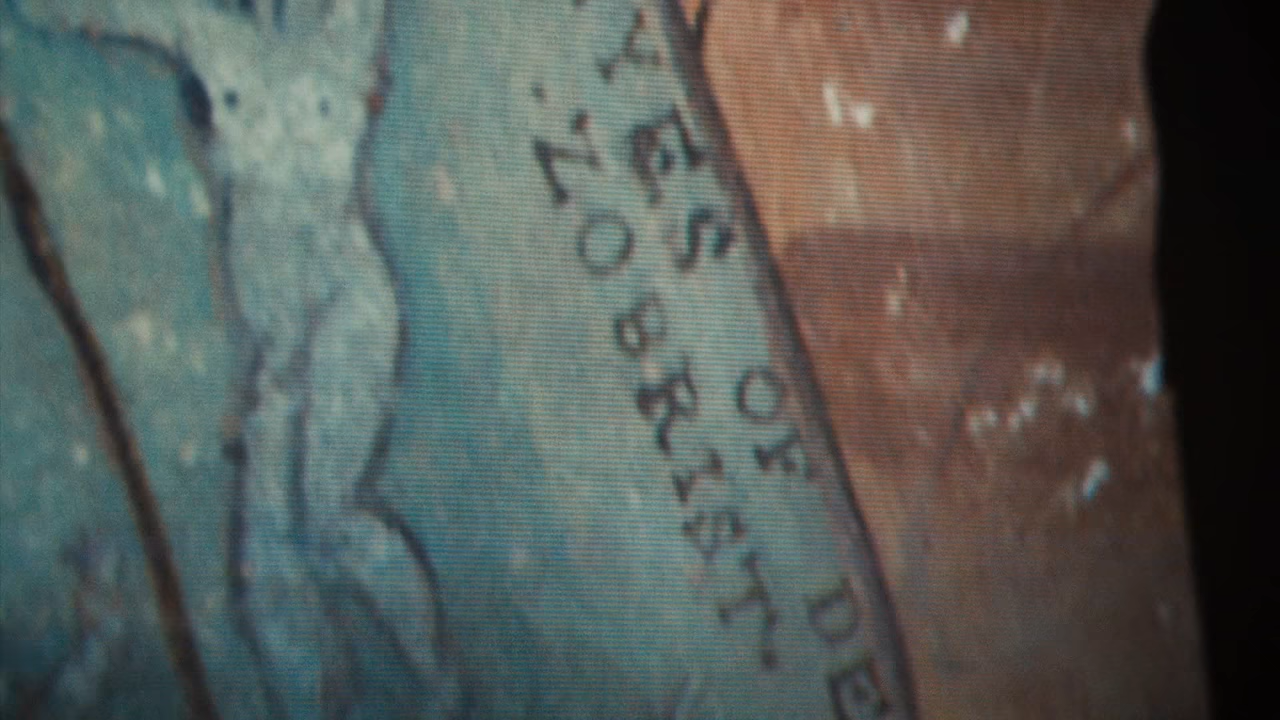 YES OF DE
. ZOBRIST